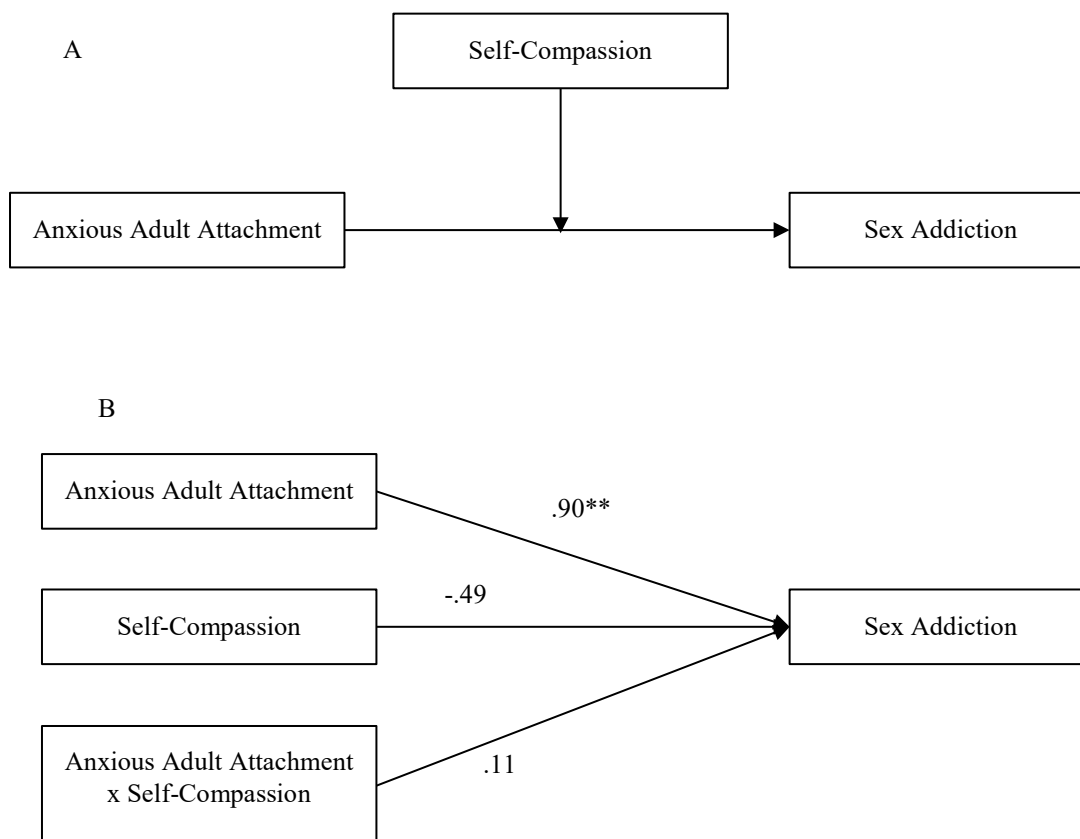 A
Self-Compassion
Anxious Adult Attachment
Sex Addiction
B
Anxious Adult Attachment
.90**
-.49
Self-Compassion
Sex Addiction
Anxious Adult Attachment
x Self-Compassion
.11